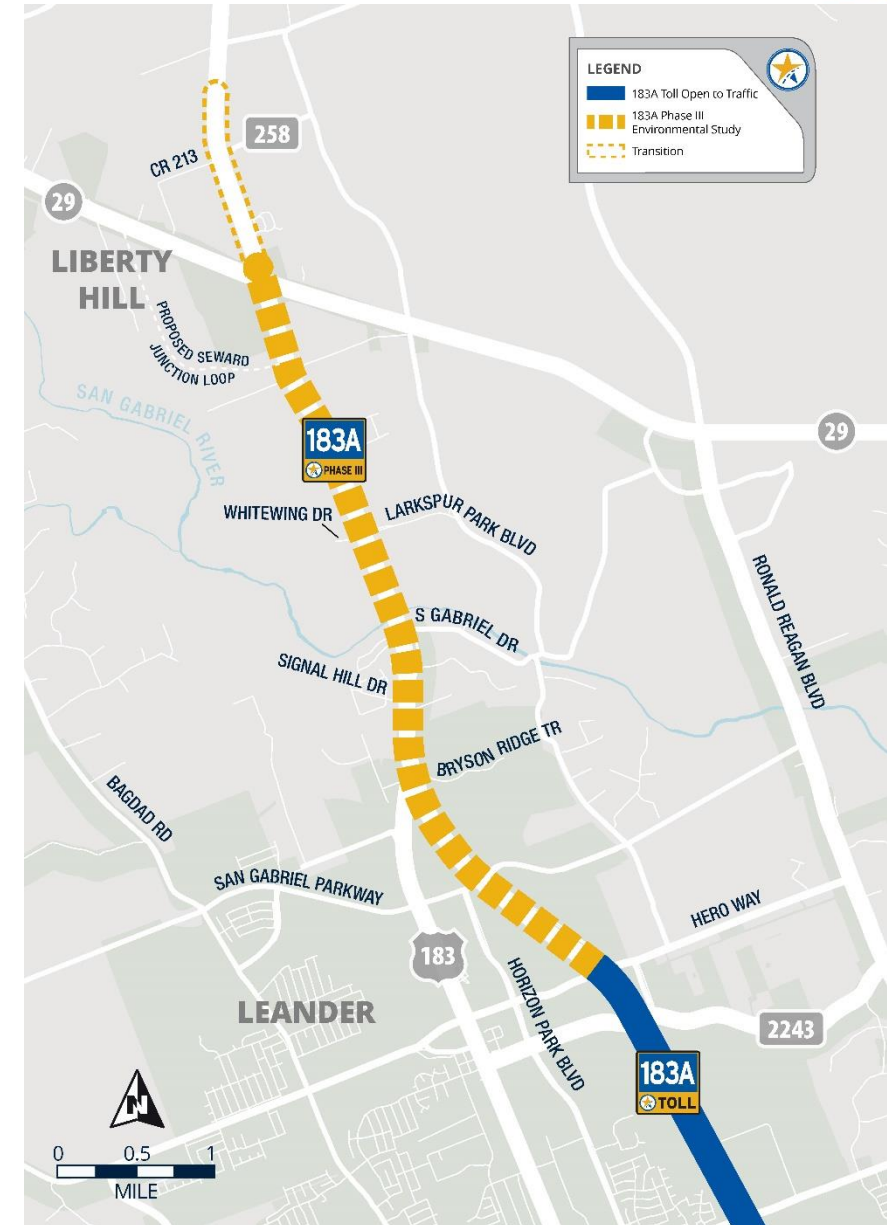 LEGEND
183A Toll Open to Traffic
183A Phase III
Environmental Study
Transition
258
CR 213
29
LIBERTY
HILL
PROPOSED SEWARD
JUNCTION LOOP
SAN GABRIEL
RIVER
183A
PHASE III
29
WHITEWING DR
LARKSPUR PARK BLVD
S GABRIEL DR
SIGNAL HILL DR
RONALD REAGAN BLVD
BRYSON RIDGE TR
BAGDAD RD
SAN GABRIEL PARKWAY
HERO WAY
183
HORIZON PARK BLVD
LEANDER
2243
183A
TOLL
N
0 0.5 1
MILE